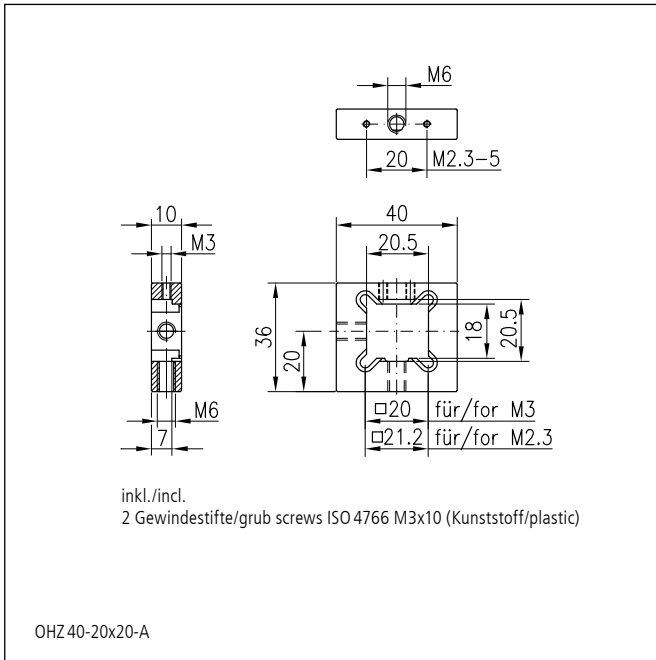 M6
20 M2.3-5
10
M3
40
20.5
36
20
18
20.5
M6
7
□20 für/for M3
□21.2 für/for M2.3
inkl./incl.
2 Gewindestifte/grub screws ISO 4766 M3x10 (Kunststoff/plastic)
OHZ 40-20x20-A